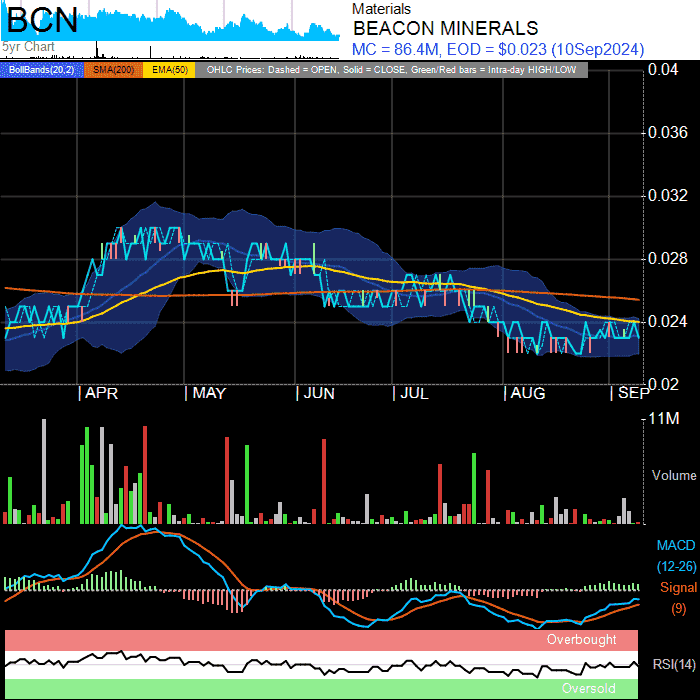 BCN
5yr Chart
Materials
BEACON MINERALS
MC = 86.4M, EOD = $0.023 (10Sep2024)
BollBands(20,2) SMA(200) EMA(50) OHLC Prices: Dashed = OPEN, Solid = CLOSE, Green/Red bars = Intra-day HIGH/LOW
0.04
0.036
0.032
0.028
0.024
0.02
APR MAY JUN JUL AUG SEP
11M
Volume
MACD
(12-26)
Signal
(9)
Overbought
RSI(14)
Oversold